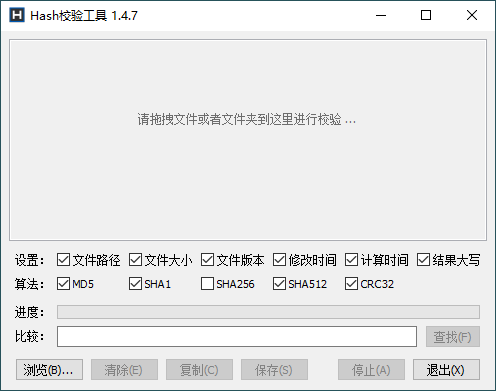 Hash校验工具 1.4.7
请拖拽文件或者文件夹到这里进行校验 ...
设置: 文件路径 文件大小 文件版本 修改时间 计算时间 结果大写
算法: MD5 SHA1 SHA256 SHA512 CRC32
进度:
比较: 查找(F)
浏览(B)... 清除(E) 复制(C) 保存(S) 停止(A) 退出(X)